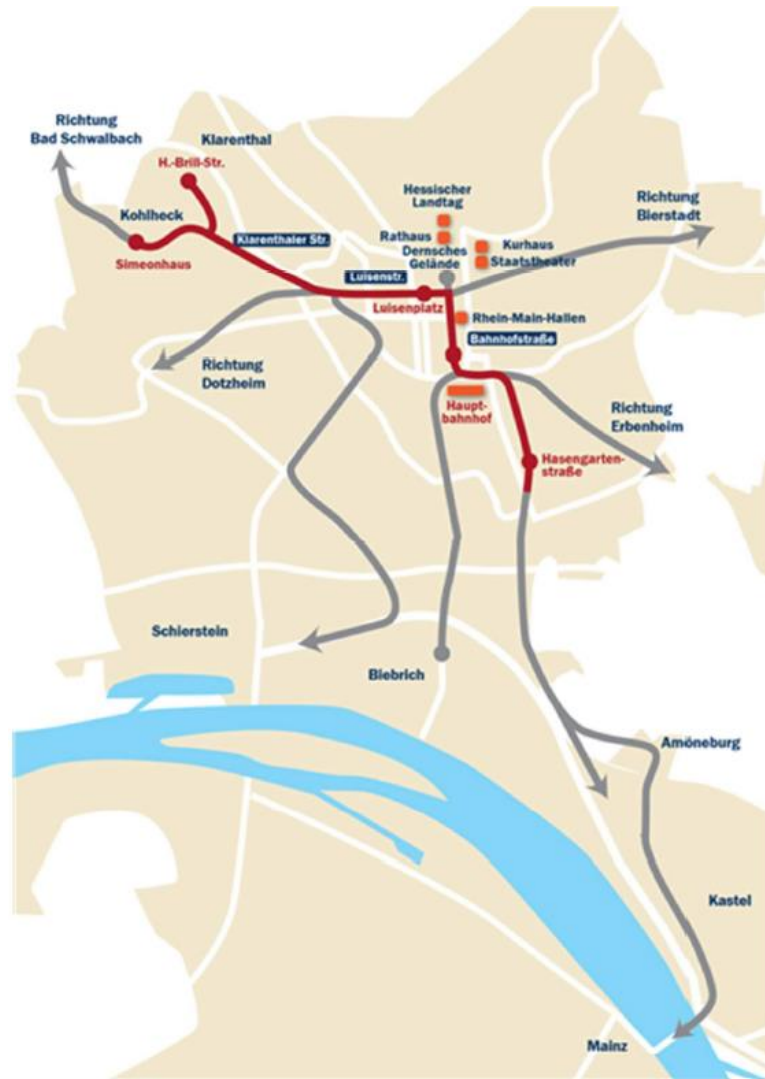 Richtung
Bad Schwalbach
Klarenthal
H.-Brill-Str.
Kohlheck
Simeonhaus
Klarenthaler Str.
Luisenstr.
Luisenplatz
Hessischer
Landtag
Rathaus
Dernsches
Gelände
Kurhaus
Staatstheater
Richtung
Bierstadt
Rhein-Main-Hallen
Bahnhofstraße
Richtung
Dotzheim
Haupt-
bahnhof
Richtung
Erbenheim
Hasengarten-
straße
Schierstein
Biebrich
Amöneburg
Kastel
Mainz